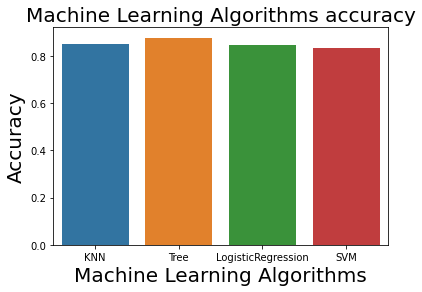 Machine Learning Algorithms accuracy
Accuracy
0.8
0.6
0.4
0.2
0.0
KNN Tree LogisticRegression SVM
Machine Learning Algorithms